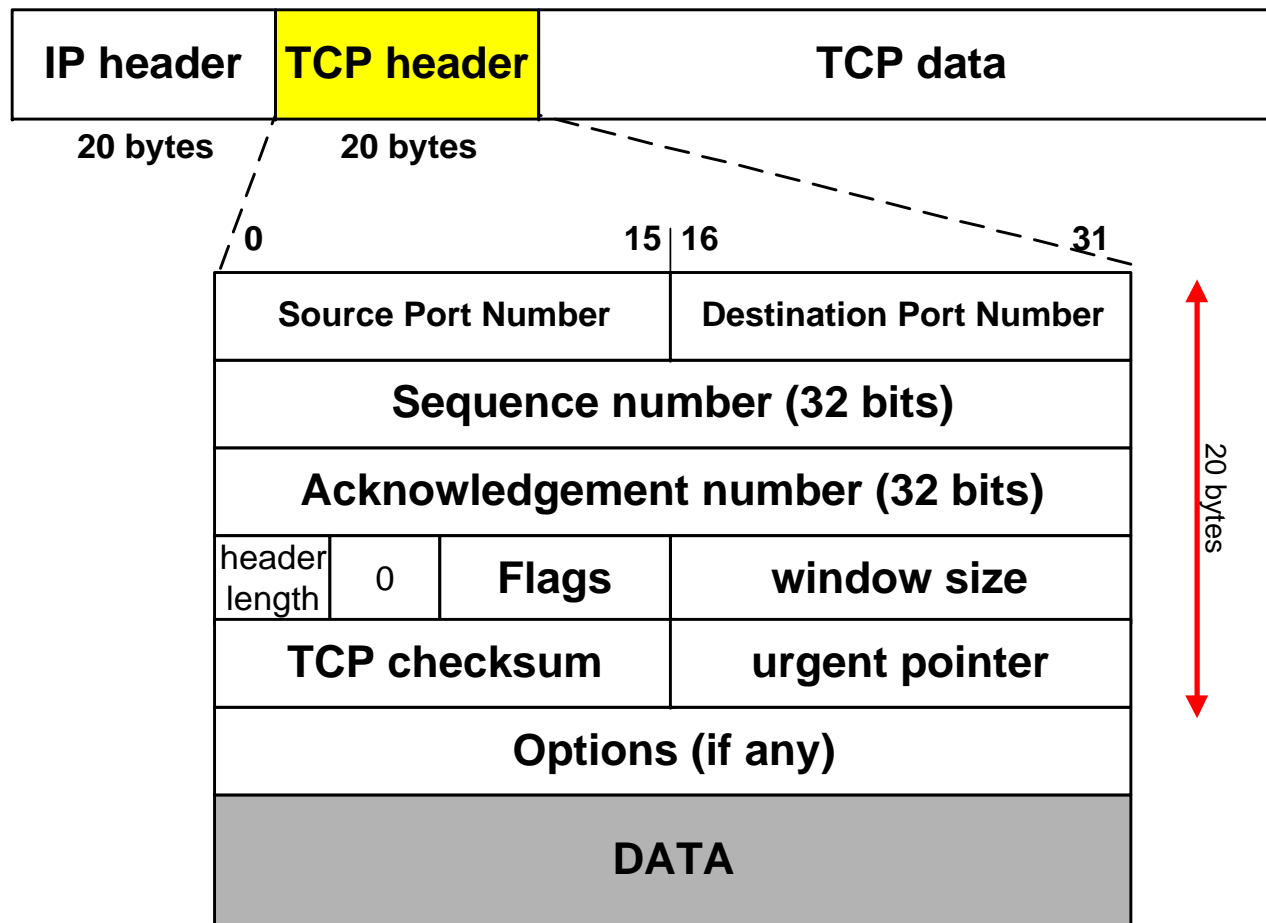 IP header TCP header TCP data
20 bytes 20 bytes
0 15 16 31
Source Port Number Destination Port Number
Sequence number (32 bits)
Acknowledgement number (32 bits)
header
length
0 Flags window size
TCP checksum urgent pointer
Options (if any)
DATA
20 bytes